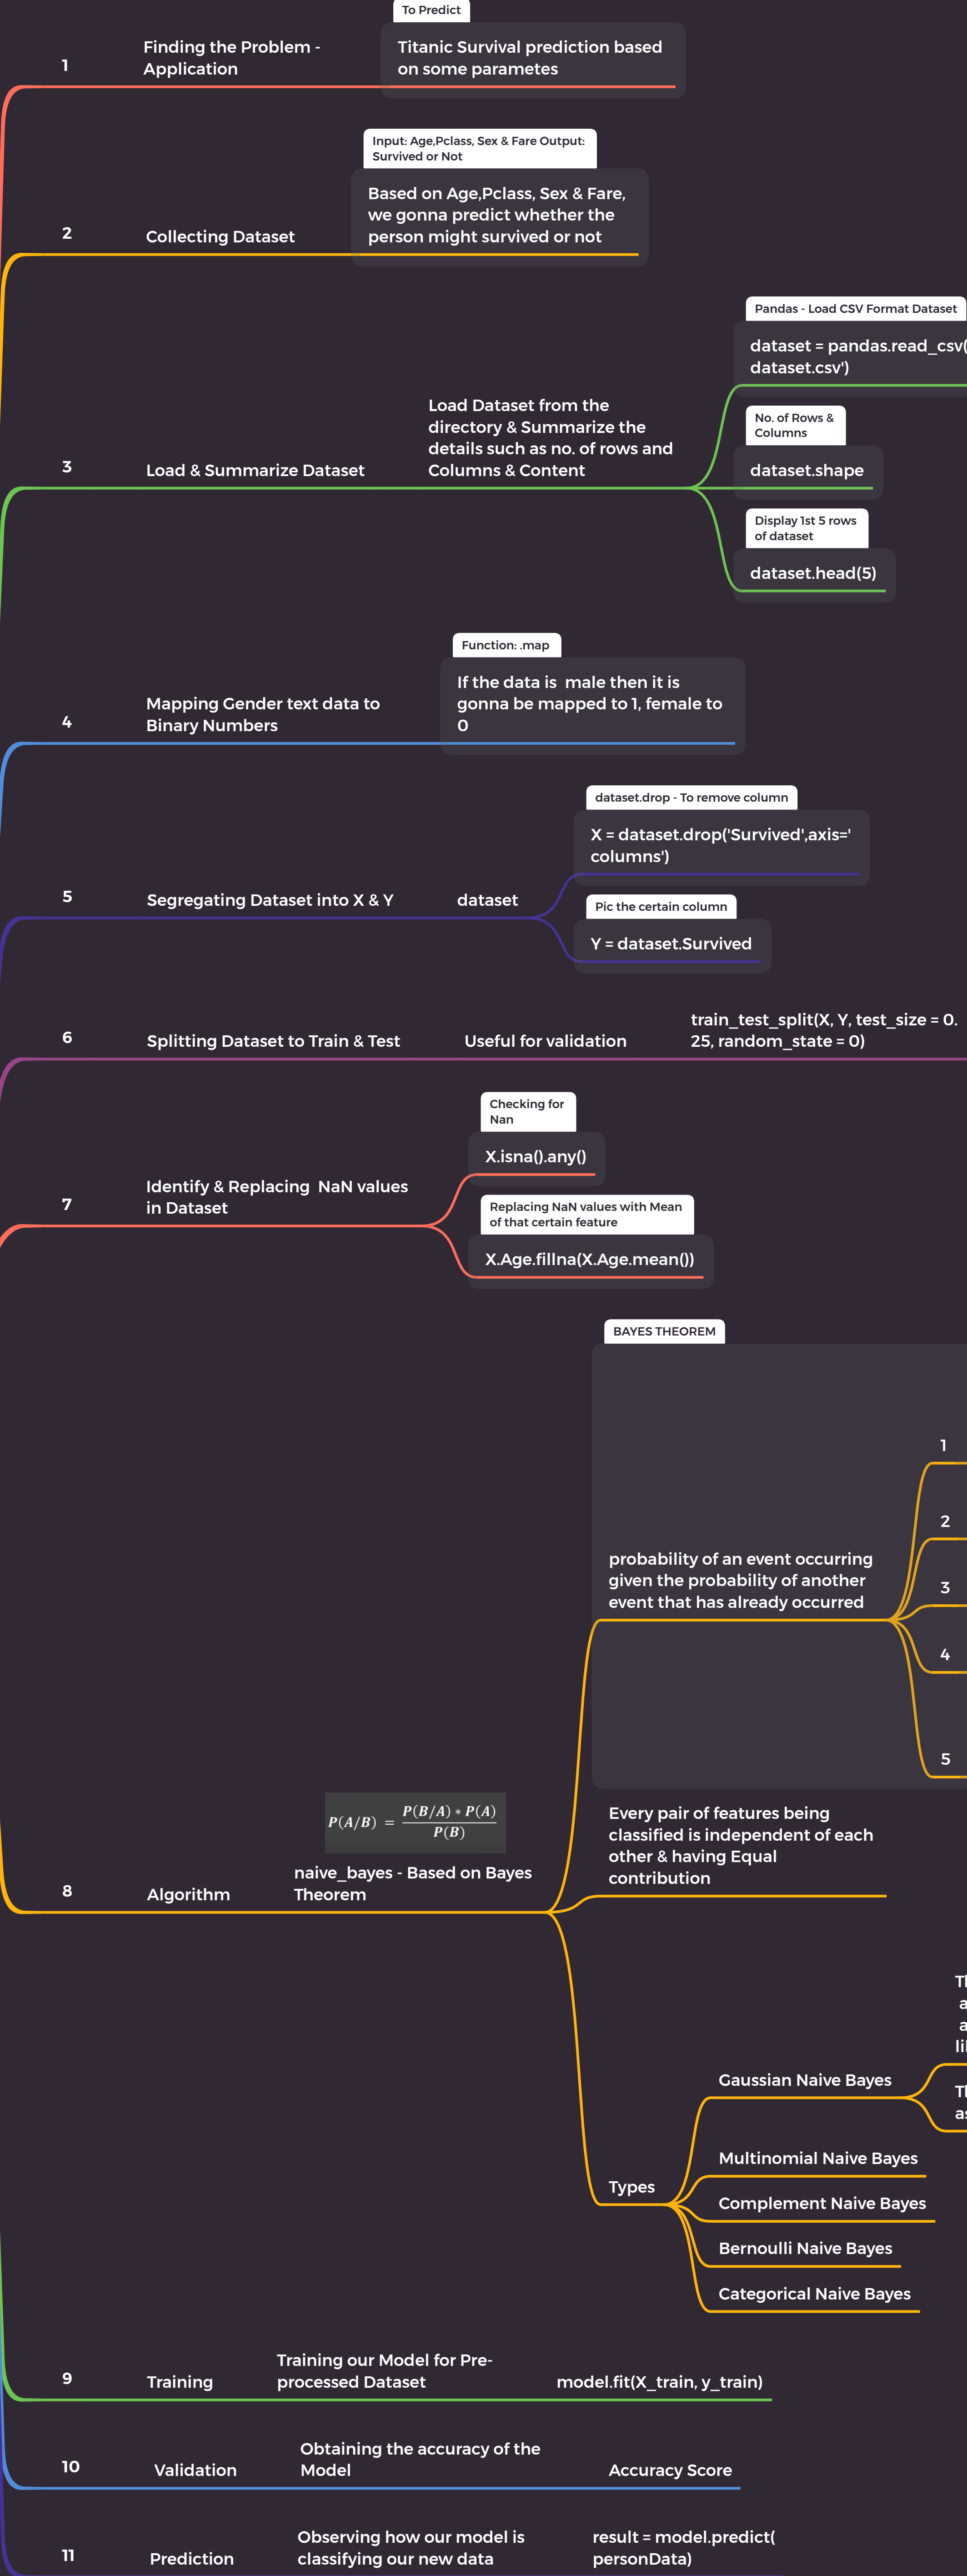 To Predict
1
Finding the Problem -
Application
Titanic Survival prediction based
on some parametes
Input: Age,Pclass, Sex & Fare Output:
Survived or Not
2
Collecting Dataset
Based on Age,Pclass, Sex & Fare,
we gonna predict whether the
person might survived or not
3
Load & Summarize Dataset
Load Dataset from the
directory & Summarize the
details such as no. of rows and
Columns & Content
Pandas - Load CSV Format Dataset
dataset = pandas.read_csv(
dataset.csv')
No. of Rows &
Columns
dataset.shape
Display 1st 5 rows
of dataset
dataset.head(5)
4
Mapping Gender text data to
Binary Numbers
Function: .map
If the data is  male then it is
gonna be mapped to 1, female to
0
5
Segregating Dataset into X & Y
dataset
dataset.drop - To remove column
X = dataset.drop('Survived',axis='
columns')
Pic the certain column
Y = dataset.Survived
6
Splitting Dataset to Train & Test
Useful for validation
train_test_split(X, Y, test_size = 0.
25, random_state = 0)
7
Identify & Replacing  NaN values
in Dataset
Checking for
Nan
X.isna().any()
Replacing NaN values with Mean
of that certain feature
X.Age.fillna(X.Age.mean())
8
Algorithm
P(A/B) = P(B/A) * P(A)
P(B)
naive_bayes - Based on Bayes
Theorem
BAYES THEOREM
probability of an event occurring
given the probability of another
event that has already occurred
1
2
3
4
5
Every pair of features being
classified is independent of each
other & having Equal
contribution
Types
Gaussian Naive Bayes
Multinomial Naive Bayes
Complement Naive Bayes
Bernoulli Naive Bayes
Categorical Naive Bayes
9
Training
Training our Model for Pre-
processed Dataset
model.fit(X_train, y_train)
10
Validation
Obtaining the accuracy of the
Model
Accuracy Score
11
Prediction
Observing how our model is
classifying our new data
result = model.predict(
personData)